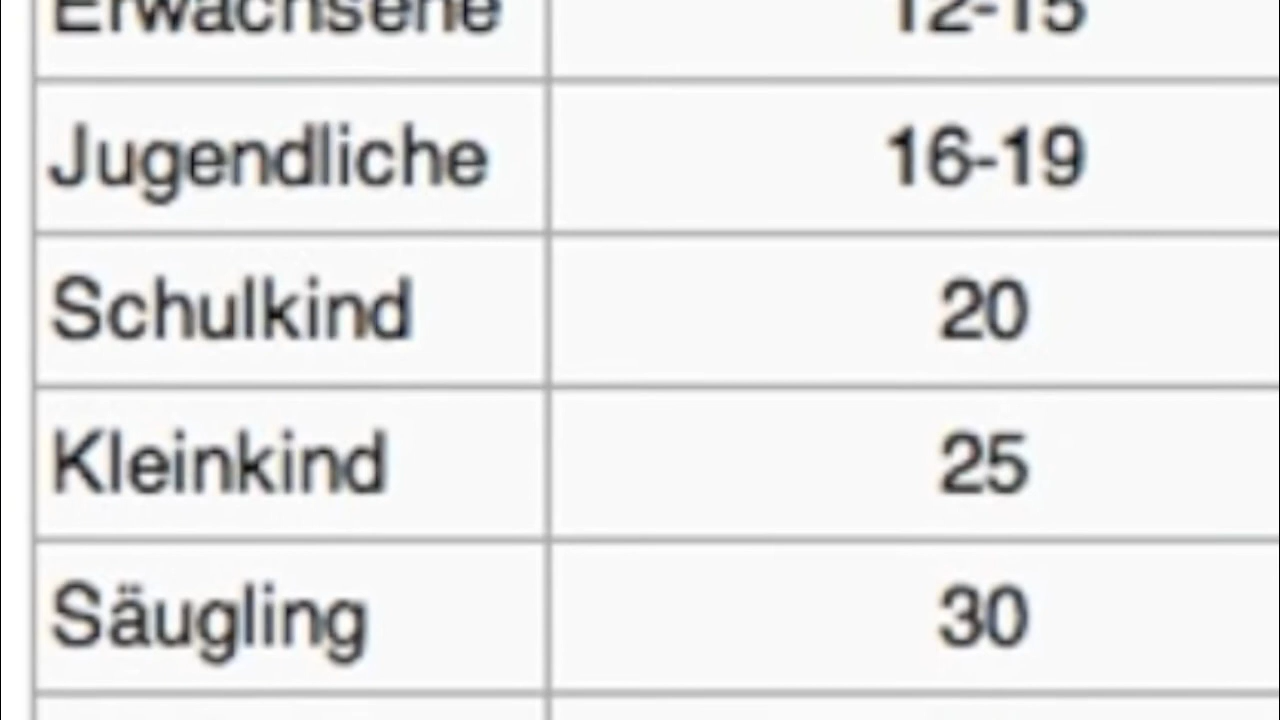 Erwachsene 12-15
Jugendliche 16-19
Schulkind 20
Kleinkind 25
Säugling 30